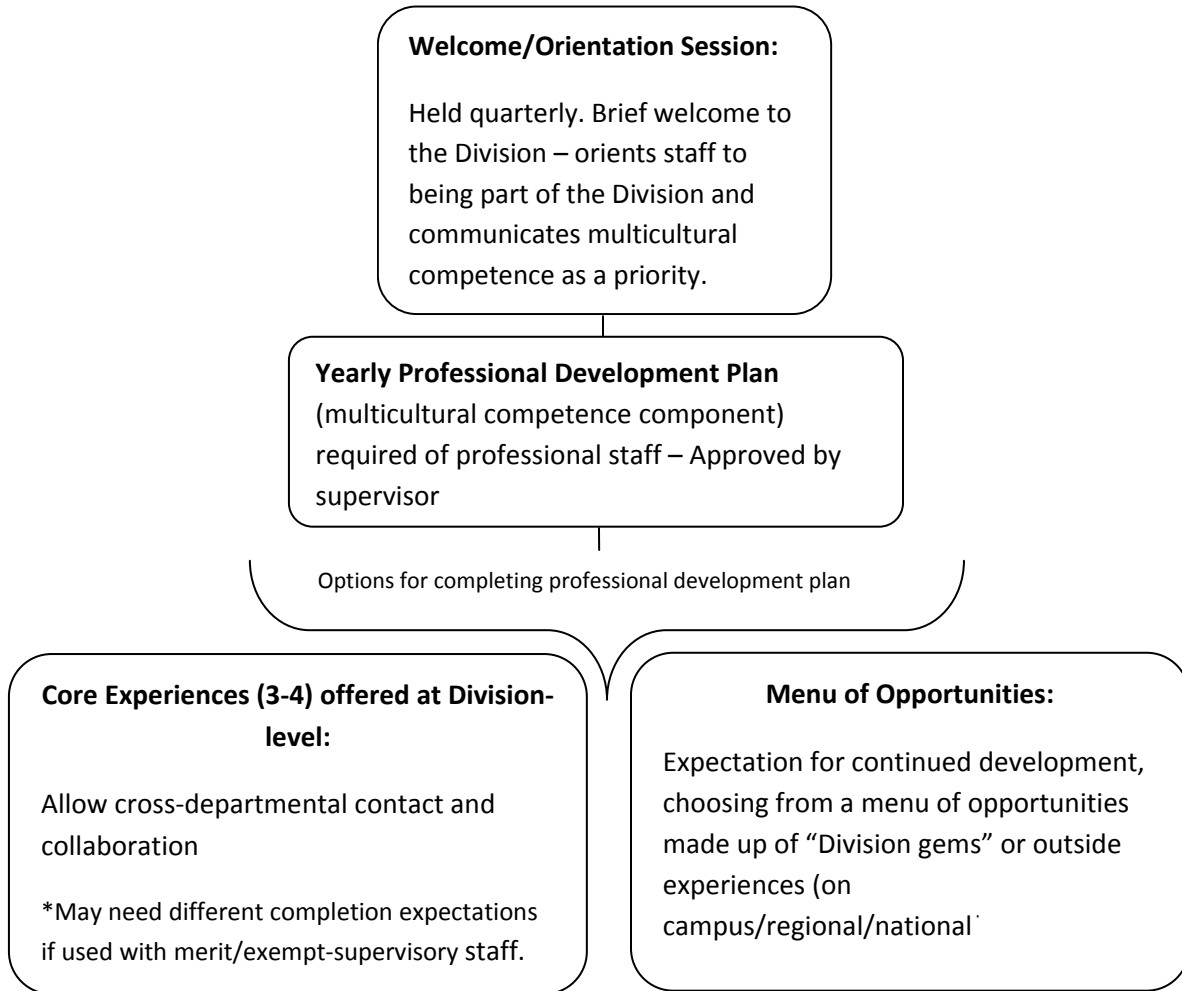 Welcome/Orientation Session:
Held quarterly. Brief welcome to
the Division – orients staff to
being part of the Division and
communicates multicultural
competence as a priority.
Yearly Professional Development Plan
(multicultural competence component)
required of professional staff – Approved by
supervisor
Options for completing professional development plan
Core Experiences (3-4) offered at Division-
level:
Allow cross-departmental contact and
collaboration
*May need different completion expectations
if used with merit/exempt-supervisory staff.
Menu of Opportunities:
Expectation for continued development,
choosing from a menu of opportunities
made up of “Division gems” or outside
experiences (on
campus/regional/national